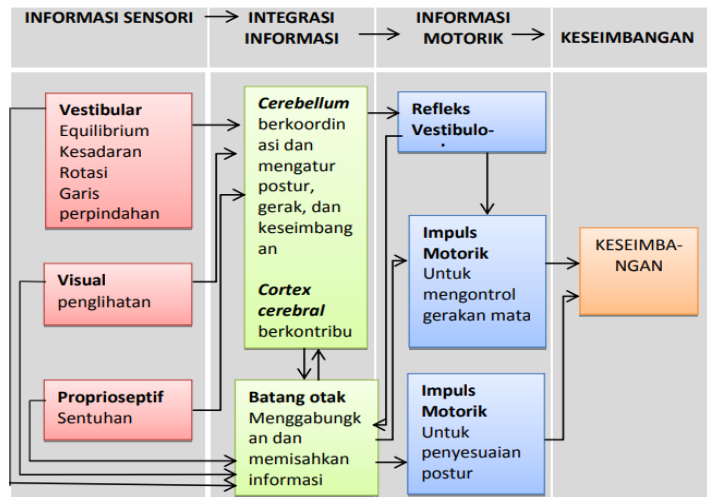 INFORMASI SENSORI
INTEGRASI
INFORMASI
INFORMASI
MOTORIK
KESEIMBANGAN
Vestibular
Equilibrium
Kesadaran
Rotasi
Garis
perpindahan
Visual
penglihatan
Proprioseptif
Sentuhan
Cerebellum
berkoordin
asi dan
mengatur
postur,
gerak, dan
keseimbang
an
Cortex
cerebral
berkontribu
Batang otak
Menggabungk
an dan
memisahkan
informasi
Refleks
Vestibulo-
Impuls
Motorik
Untuk
mengontrol
gerakan mata
Impuls
Motorik
Untuk
penyesuaian
postur
KESEIMBA-
NGAN